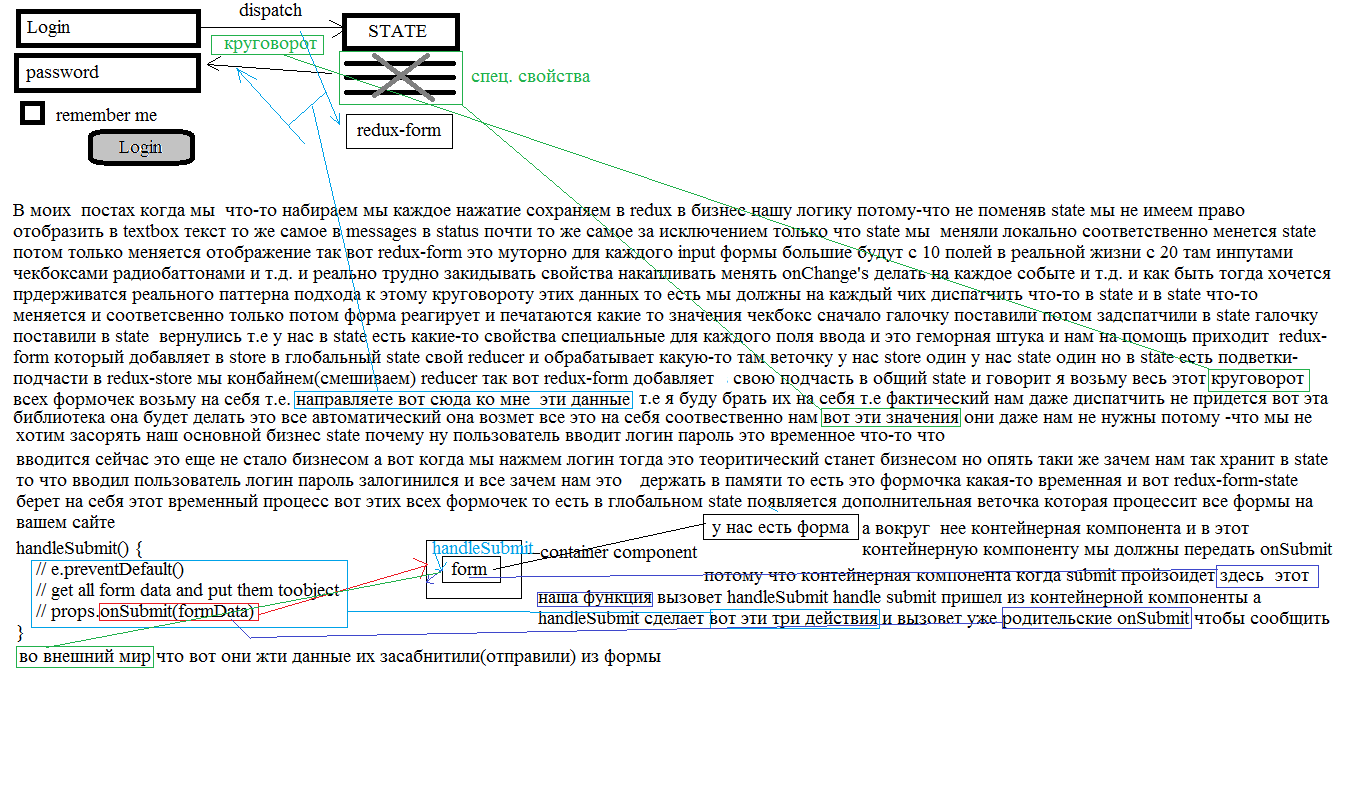 dispatch
Login
STATE
круговорот
password
спец. свойства
remember me
redux-form
Login
В моих постах когда мы что-то набираем мы каждое нажатие сохраняем в redux в бизнес нашу логику потому-что не поменяв state мы не имеем право
отобразить в textbox текст то же самое в messages в status почти то же самое за исключением только что state мы меняли локально соответственно менется state
потом только меняется отображение так вот redux-form это муторно для каждого input формы большие будут с 10 полей в реальной жизни с 20 там инпутами
чекбоксами радиобаттонами и т.д. и реально трудно закидывать свойства накапливать менять onChange's делать на каждое событе и т.д. и как быть тогда хочется
прдерживатся реального паттерна подхода к этому круговороту этих данных то есть мы должны на каждый чих диспатчить что-то в state и в state что-то
меняется и соответсвенно только потом форма реагирует и печатаются какие то значения чекбокс сначало галочку поставили потом задспатчили в state галочку
поставили в state вернулись т.е у нас в state есть какие-то свойства специальные для каждого поля ввода и это геморная штука и нам на помощь приходит redux-
form который добавляет в store в глобальный state свой reducer и обрабатывает какую-то там веточку у нас store один у нас state один но в state есть подветки-
подчасти в redux-store мы конбайнем(смешиваем) reducer так вот redux-form добавляет свою подчасть в общий state и говорит я возьму весь этот круговорот
всех формочек возьму на себя т.е. направляете вот сюда ко мне эти данные т.е я буду брать их на себя т.е фактический нам даже диспатчить не придется вот эта
библиотека она будет делать это все автоматический она возмет все это на себя соотвественно нам вот эти значения они даже нам не нужны потому -что мы не
хотим засорять наш основной бизнес state почему ну пользователь вводит логин пароль это временное что-то что
вводится сейчас это еще не стало бизнесом а вот когда мы нажмем логин тогда это теоритический станет бизнесом но опять таки же зачем нам так хранит в state
то что вводил пользователь логин пароль залогинился и все зачем нам это держать в памяти то есть это формочка какая-то временная и вот redux-form-state
берет на себя этот временный процесс вот этих всех формочек то есть в глобальном state появляется дополнительная веточка которая процессит все формы на
вашем сайте
у нас есть форма а вокруг нее контейнерная компонента и в этот
handleSubmit() {
handleSubmit container component
контейнерную компоненту мы должны передать onSubmit
// e.preventDefault()
form
потому что контейнерная компонента когда submit пройзойдет здесь этот
// get all form data and put them toobject
наша функция вызовет handleSubmit handle submit пришел из контейнерной компоненты а
// props.onSubmit(formData)
handleSubmit сделает вот эти три действия и вызовет уже родительские onSubmit чтобы сообщить
}
во внешний мир что вот они жти данные их засабнитили(отправили) из формы